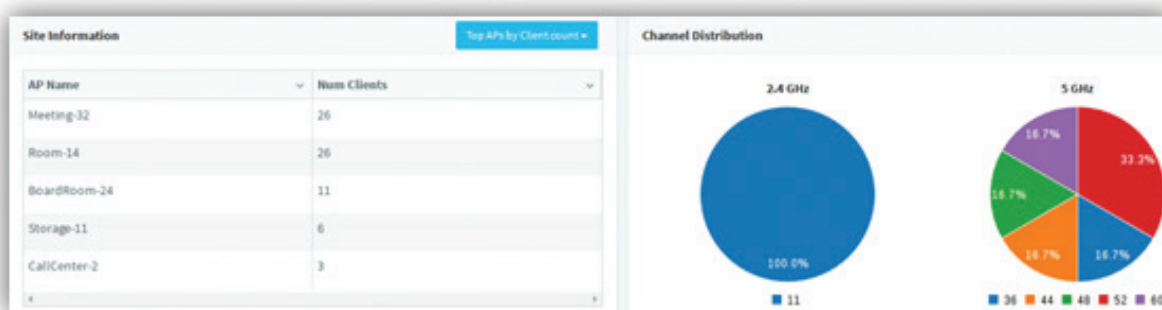 Site Information
Top APs by Client count
AP Name
Num Clients
Meeting-32
26
Room-14
26
BoardRoom-24
11
Storage-11
6
CallCenter-2
3
Channel Distribution
2.4 GHz
100.0%
11
5 GHz
16.7%
33.3%
16.7%
16.7%
16.7%
36 44 48 52 60